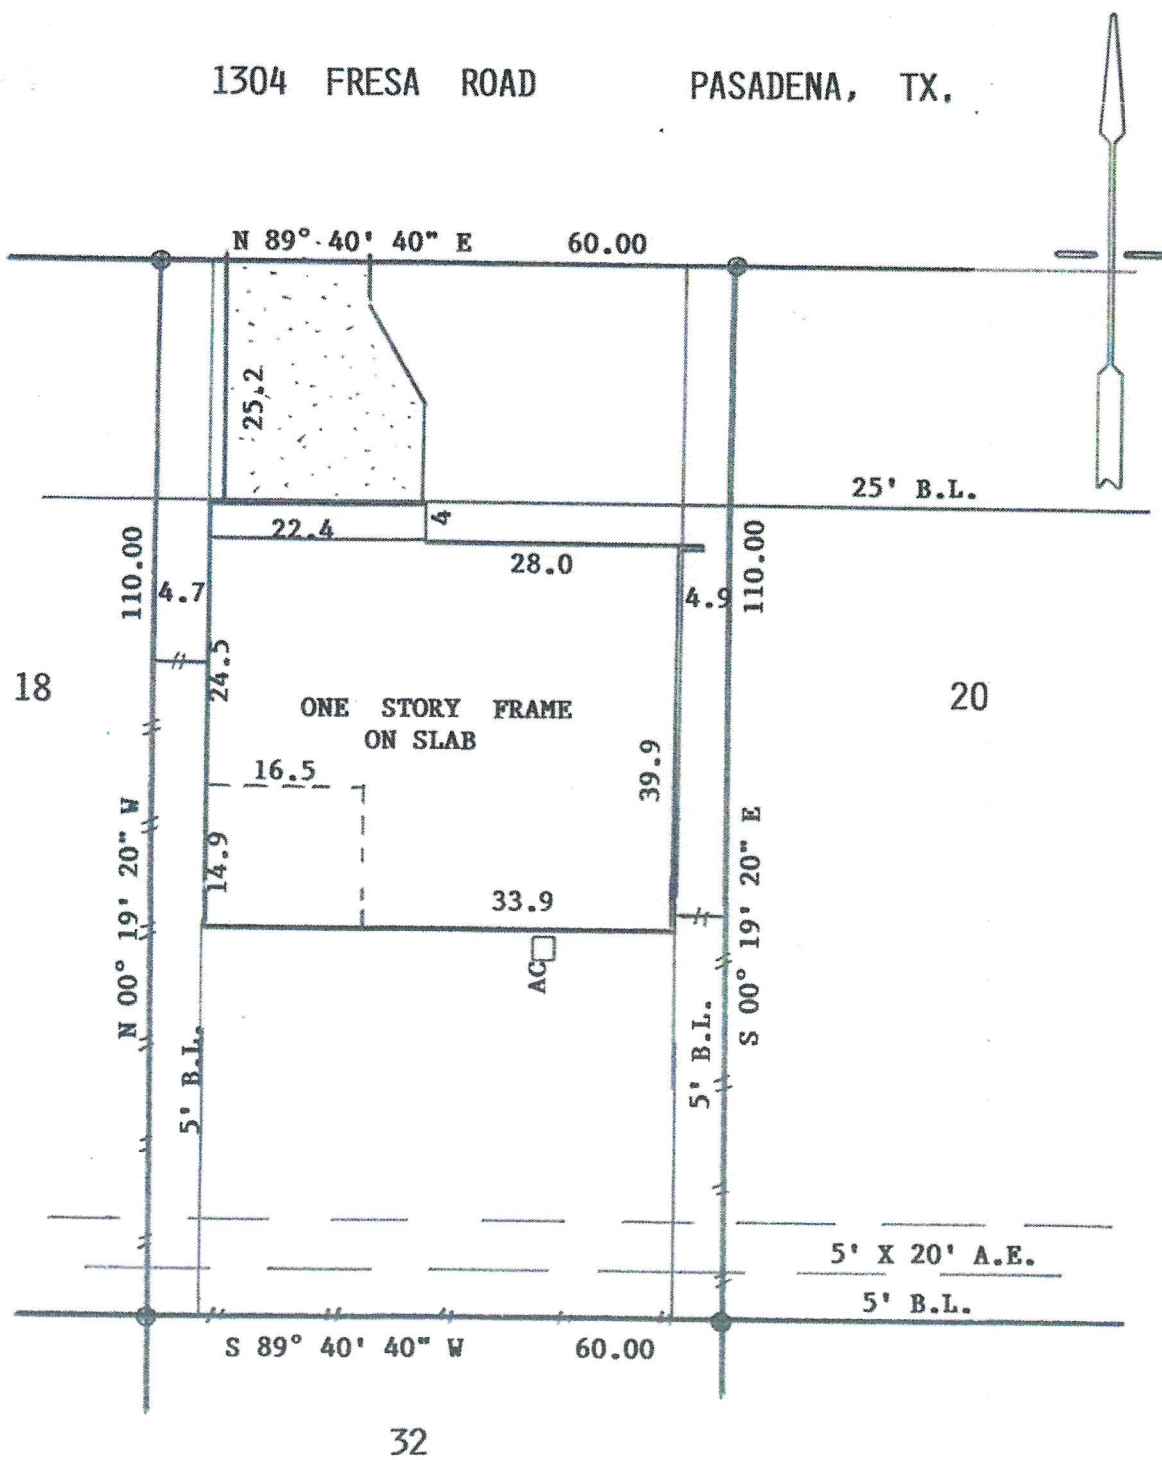 1304 FRESA ROAD PASADENA, TX.
N 89° 40' 40" E 60.00
25.2
25' B.L.
22.4
4
28.0
110.00
4.7
4.9
110.00
24.5
18
20
ONE STORY FRAME
ON SLAB
16.5
39.9
14.9
33.9
N 00° 19' 20" W
S 00° 19' 20" E
AC
5' B.L.
5' B.L.
5' X 20' A.E.
5' B.L.
S 89° 40' 40" W 60.00
32